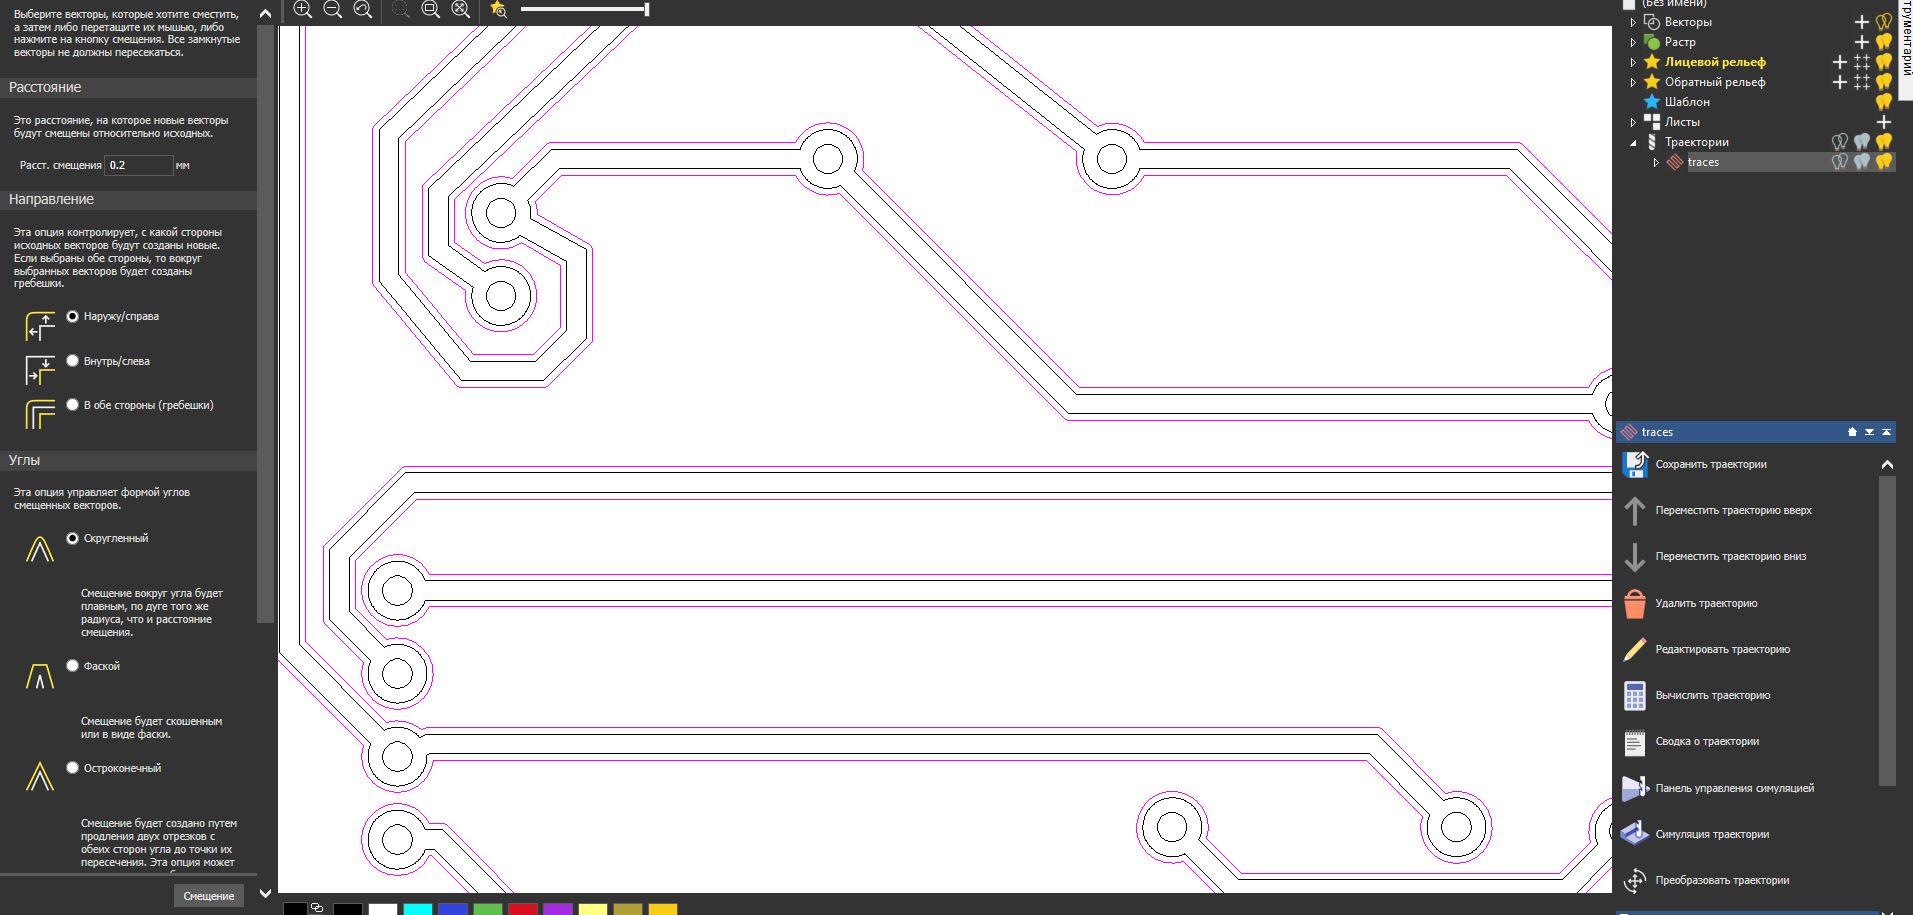 Выберите векторы, которые хотите сместить,
а затем либо перетащите их мышью, либо
нажмите на кнопку смещения. Все замкнутые
векторы не должны пересекаться.
Расстояние
Это расстояние, на которое новые векторы
будут смещены относительно исходных.
Расст. смещения 0.2 мм
Направление
Эта опция контролирует, с какой стороны
исходных векторов будут созданы новые.
Если выбраны обе стороны, то вокруг
выбранных векторов будет созданы
гребешки.
Наружу/справа
Внутрь/слева
В обе стороны (гребешки)
Углы
Эта опция управляет формой углов
смещенных векторов.
Скругленный
Смещение вокруг угла будет
плавным, по дуге того же
радиуса, что и расстояние
смещения.
Фаской
Смещение будет скошенным
или в виде фаски.
Остроконечный
Смещение будет создано путем
продления двух отрезков с
обеих сторон угла до точки их
пересечения. Эта опция может
Смещение
(Без имени)
Векторы
Растр
Лицевой рельеф
Обратный рельеф
Шаблон
Листы
Траектории
traces
трументарий
traces
Сохранить траектории
Переместить траекторию вверх
Переместить траекторию вниз
Удалить траекторию
Редактировать траекторию
Вычислить траекторию
Сводка о траектории
Панель управления симуляцией
Симуляция траектории
Преобразовать траектории